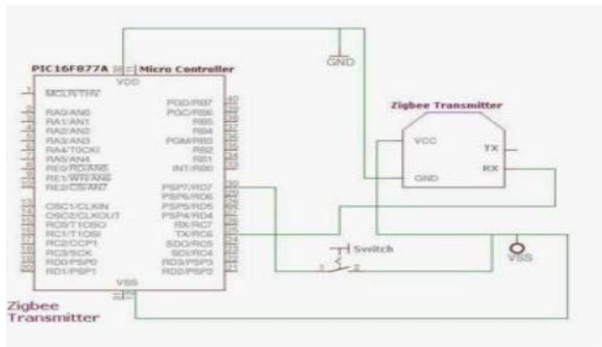 PIC16F877A Micro Controller
VDD
GND
MCLR/THV
RA0/AN0
RA1/AN1
RA2/AN2
RA3/AN3
RA4/T0CKI
RA5/AN4
RE0/RD/AN5
RE1/WR/AN6
RE2/CS/AN7
OSC1/CLKIN
OSC2/CLKOUT
RC0/T1OSO
RC1/T1OSI
RC2/CCP1
RC3/SCK
RD0/PSP0
RD1/PSP1
VSS
PGD/RB7
PGC/RB6
RB5
RB4
PGM/RB3
RB2
RB1
INT/RB0
PSP7/RD7
PSP6/RD6
PSP5/RD5
PSP4/RD4
RX/RC7
TX/RC6
SDO/RC5
SDI/RC4
RD3/PSP3
RD2/PSP2
Zigbee Transmitter
VCC
TX
RX
GND
Switch
1 2
VSS
Zigbee
Transmitter